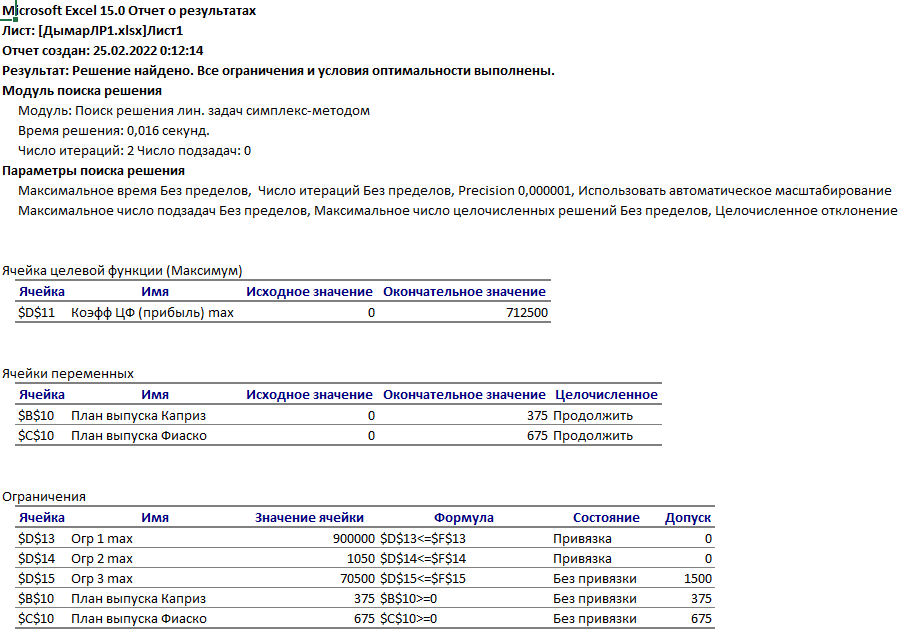 Microsoft Excel 15.0 Отчет о результатах
Лист: [ДымарЛР1.xlsx]Лист1
Отчет создан: 25.02.2022 0:12:14
Результат: Решение найдено. Все ограничения и условия оптимальности выполнены.
Модуль поиска решения
Модуль: Поиск решения лин. задач симплекс-методом
Время решения: 0,016 секунд.
Число итераций: 2 Число подзадач: 0
Параметры поиска решения
Максимальное время Без пределов, Число итераций Без пределов, Precision 0,000001, Использовать автоматическое масштабирование
Максимальное число подзадач Без пределов, Максимальное число целочисленных решений Без пределов, Целочисленное отклонение
Ячейка целевой функции (Максимум)
Ячейка Имя Исходное значение Окончательное значение
$D$11 Коэфф ЦФ (прибыль) max 0 712500
Ячейки переменных
Ячейка Имя Исходное значение Окончательное значение Целочисленное
$B$10 План выпуска Каприз 0 375 Продолжить
$C$10 План выпуска Фиаско 0 675 Продолжить
Ограничения
Ячейка Имя Значение ячейки Формула Состояние Допуск
$D$13 Огр 1 max 900000 $D$13<=$F$13 Привязка 0
$D$14 Огр 2 max 1050 $D$14<=$F$14 Привязка 0
$D$15 Огр 3 max 70500 $D$15<=$F$15 Без привязки 1500
$B$10 План выпуска Каприз 375 $B$10>=0 Без привязки 375
$C$10 План выпуска Фиаско 675 $C$10>=0 Без привязки 675